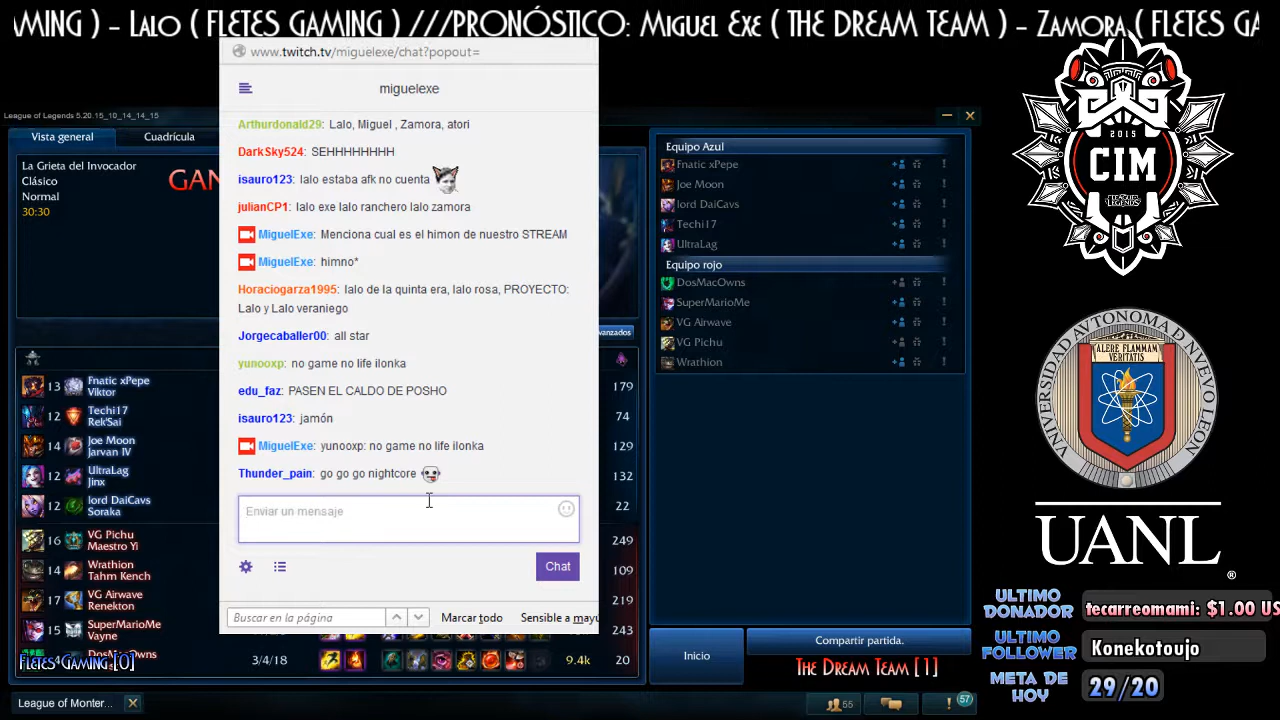 AMING ) – Lalo ( FLETES GAMING ) ///PRONÓSTICO: Miguel Exe ( THE DREAM TEAM ) – Zamora ( FLETES GA
www.twitch.tv/miguelexe/chat?popout=
miguelexe
Arthurdonald29: Lalo, Miguel , Zamora, atori
DarkSky524: SEHHHHHHHH
isauro123: lalo estaba afk no cuenta
julianCP1: lalo exe lalo ranchero lalo zamora
MiguelExe: Menciona cual es el himon de nuestro STREAM
MiguelExe: himno*
Horaciogarza1995: lalo de la quinta era, lalo rosa, PROYECTO:
Lalo y Lalo veraniego
Jorgecaballer00: all star
yunooxp: no game no life ilonka
edu_faz: PASEN EL CALDO DE POSHO
isauro123: jamón
MiguelExe: yunooxp: no game no life ilonka
Thunder_pain: go go go nightcore
Enviar un mensaje
Chat
Buscar en la página
Marcar todo
Sensible a mayú
League of Legends 5.20.15_10_14_14_15
Vista general
Cuadrícula
La Grieta del Invocador
Clásico
Normal
30:30
GAN
avanzados
13 Fnatic xPepe 179
Viktor
12 Techi17 74
Rek'Sai
14 Joe Moon 129
Jarvan IV
12 UltraLag 132
Jinx
12 lord DaiCavs 22
Soraka
16 VG Pichu 249
Maestro Yi
14 Wrathion 109
Tahm Kench
17 VG Airwave 219
Renekton
15 SuperMarioMe 243
Vayne
DosMacOwns
3/4/18 9.4k 20
Fletes Gaming [0]
Equipo Azul
Fnatic xPepe
Joe Moon
lord DaiCavs
Techi17
UltraLag
Equipo rojo
DosMacOwns
SuperMarioMe
VG Airwave
VG Pichu
Wrathion
Inicio
Compartir partida.
The Dream Team [1]
League of Monter...
55
57
2015
CIM
LEAGUE LEGENDS
UNIVERSIDAD AVTONOMA DE NVEVO LEON
ALERE FLAMMAM
VERITATIS
UANL
®
ULTIMO
DONADOR
tecarreomami: $1.00 US
ULTIMO
FOLLOWER
Konekotoujo
META DE
HOY
29/20